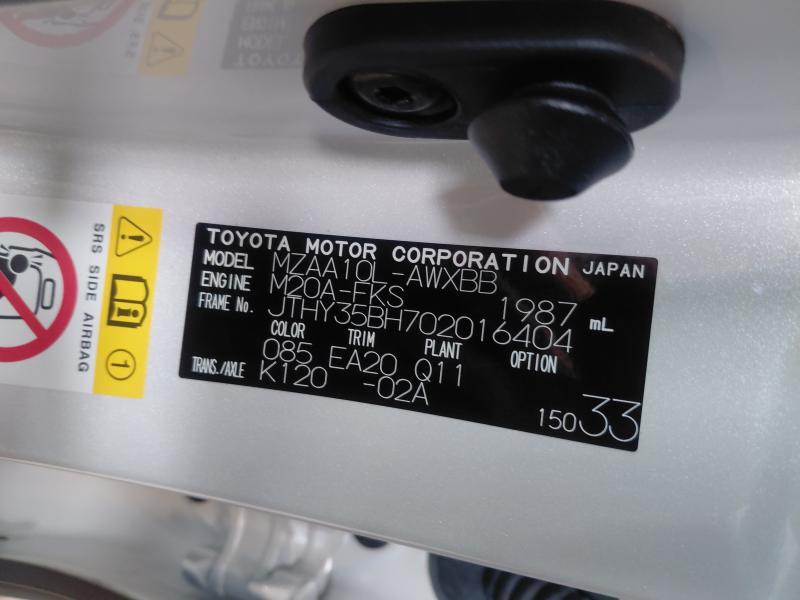 TOYOTA MOTOR CORPORATION JAPAN
MODEL MZAA10L-AWXBB
ENGINE M20A-FKS 1987 mL
FRAME No. JTHY35BH702016404
COLOR TRIM PLANT OPTION
085 EA20 Q11
TRANS./AXLE K120 -02A
15033
SRS SIDE AIRBAG
1